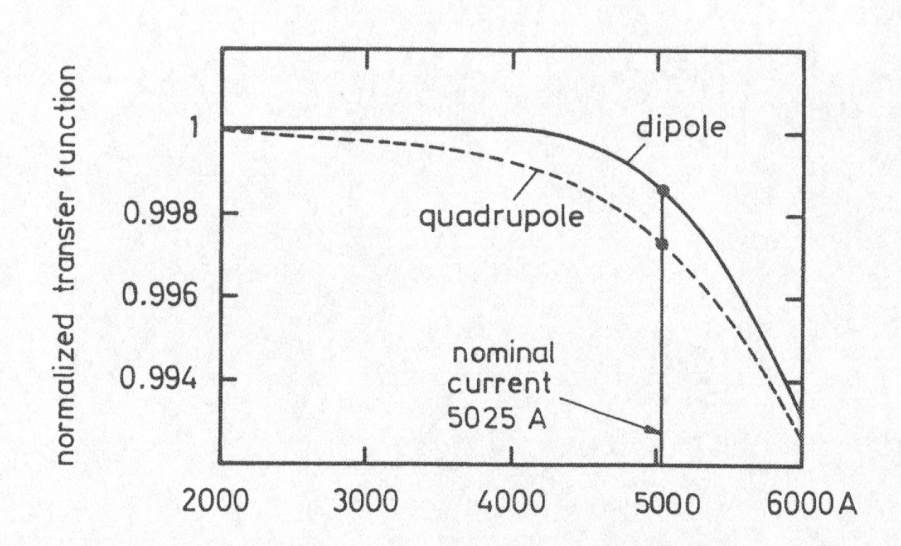 normalized transfer function
1
0.998
0.996
0.994
dipole
quadrupole
nominal
current
5025 A
2000
3000
4000
5000
6000 A